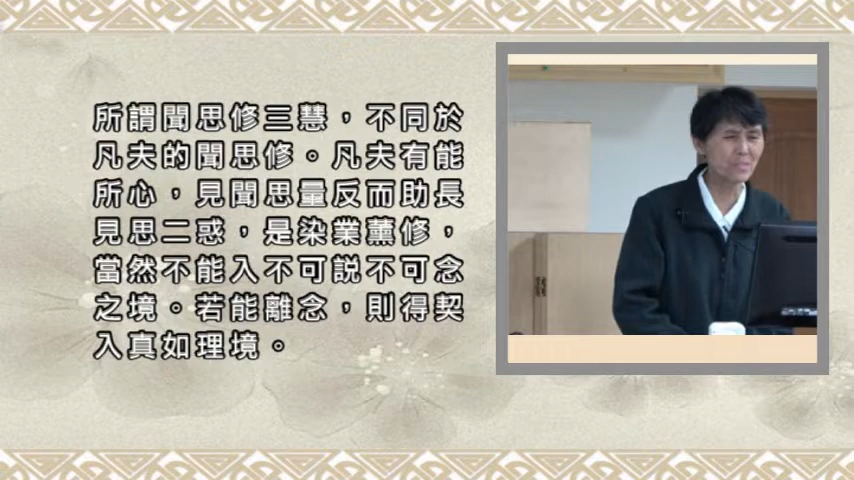 所謂聞思修三慧，不同於
凡夫的聞思修。凡夫有能
所心，見聞思量反而助長
見思二惑，是染業薰修，
當然不能入不可說不可念
之境。若能離念，則得契
入真如理境。